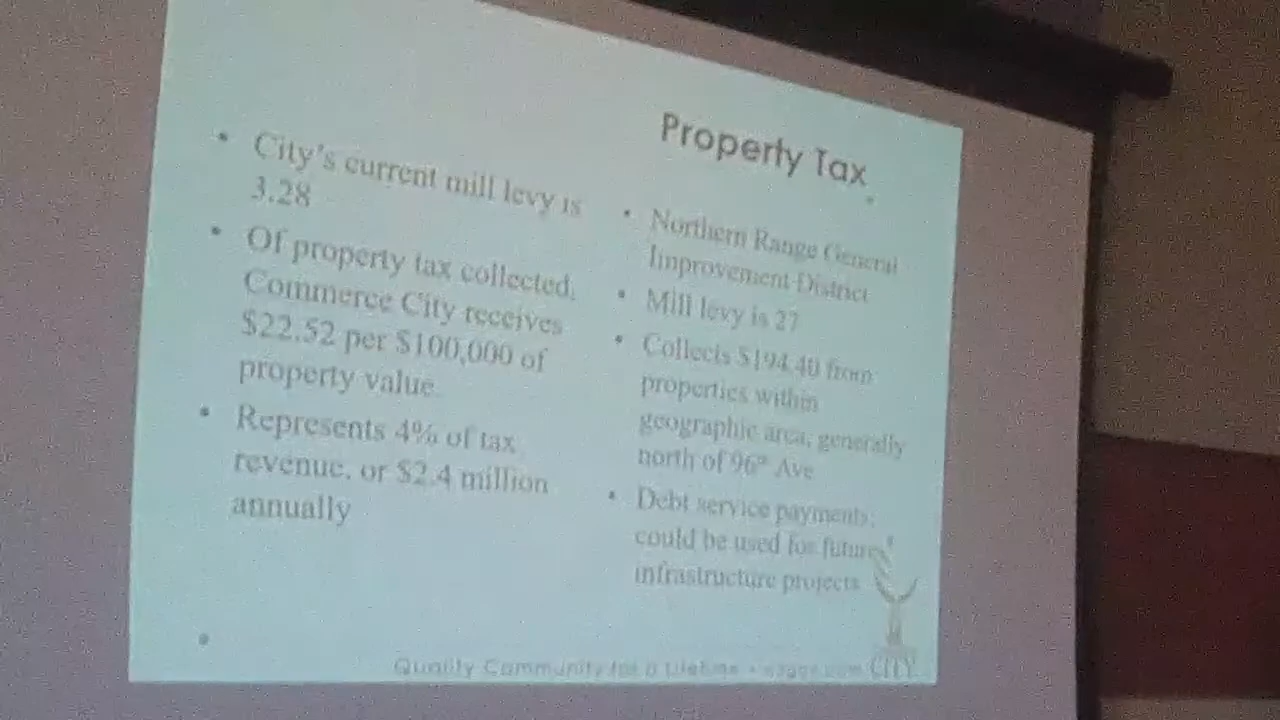 Property Tax
• City's current mill levy is
3.28
• Of property tax collected,
Commerce City receives
$22.52 per $100,000 of
property value.
• Represents 4% of tax
revenue, or $2.4 million
annually
• Northern Range General
Improvement District
• Mill levy is 27
• Collects $194.40 from
properties within
geographic area, generally
north of 96th Ave
• Debt service payments;
could be used for future
infrastructure projects
Quality Community for a Lifetime •
CITY